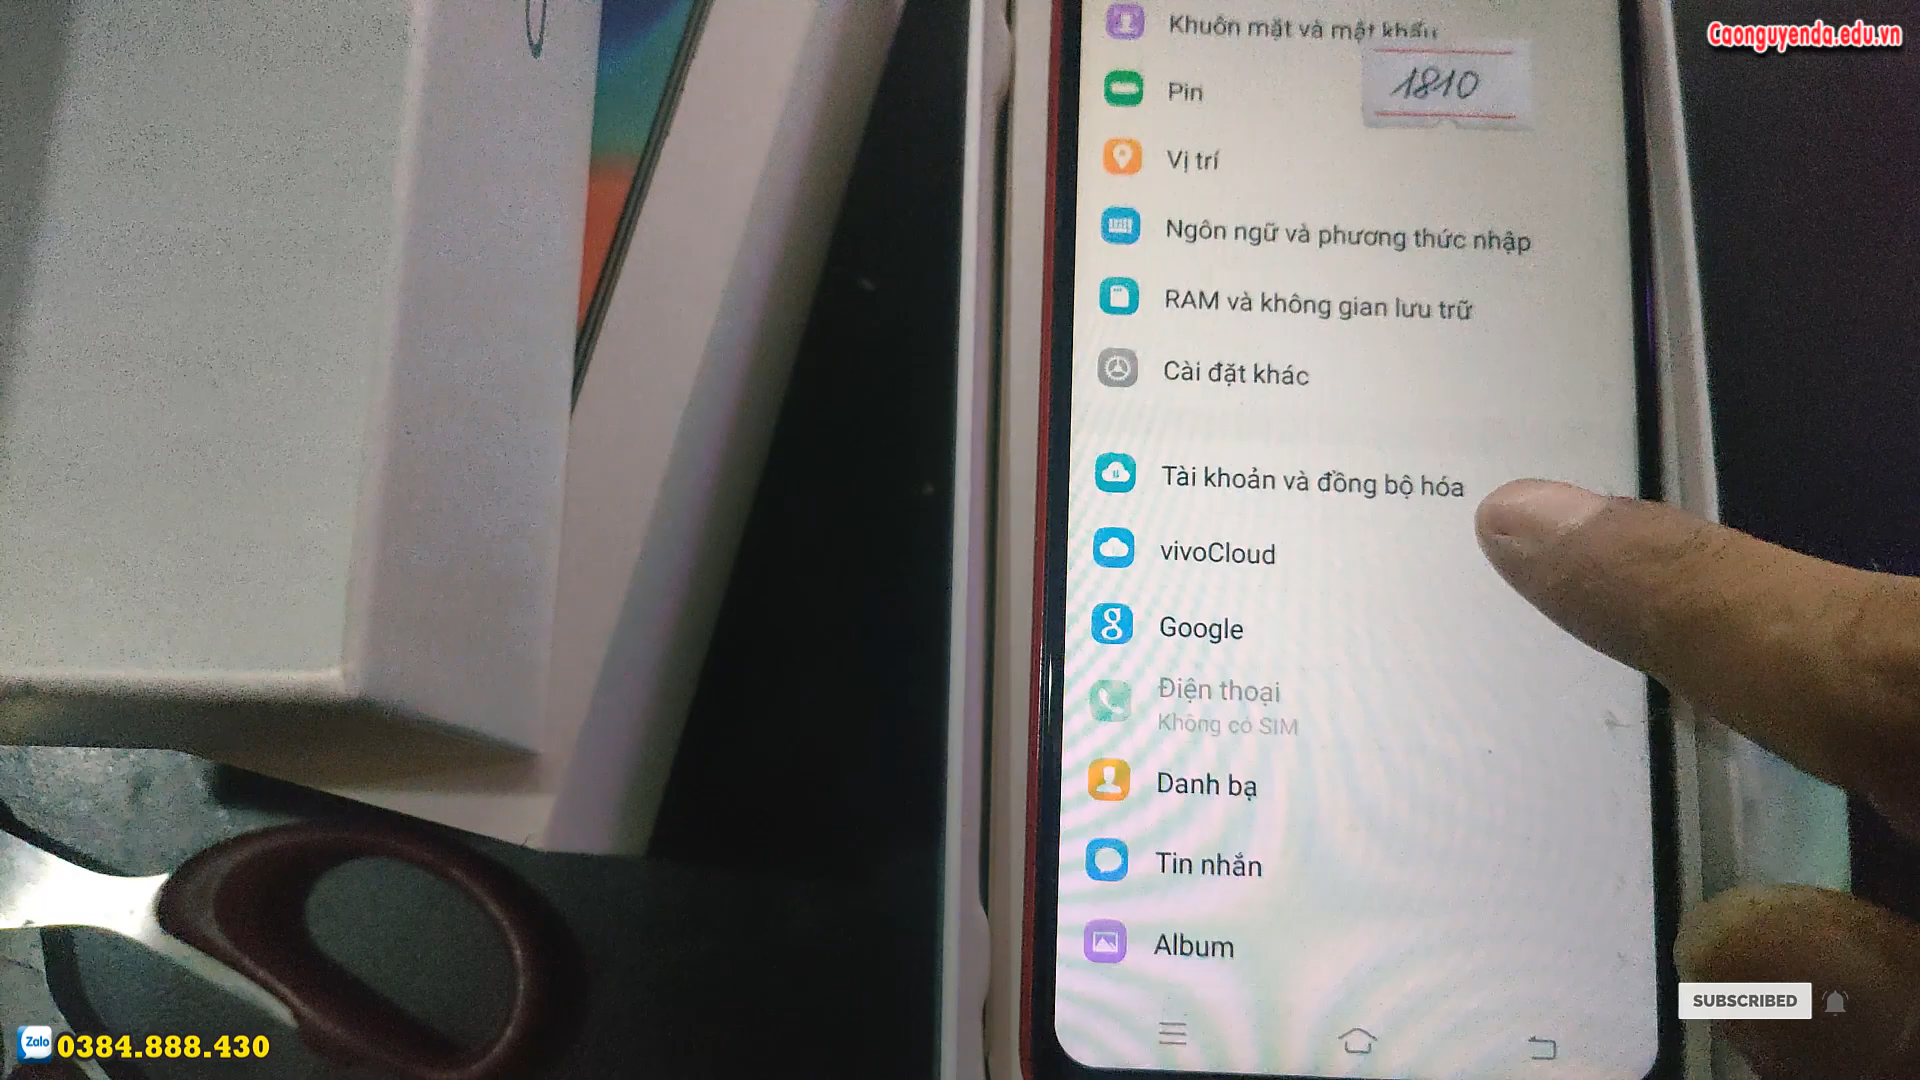 Caonguyenda.edu.vn
Khuôn mặt và mật khẩu
1810
Pin
Vị trí
Ngôn ngữ và phương thức nhập
RAM và không gian lưu trữ
Cài đặt khác
Tài khoản và đồng bộ hóa
vivoCloud
Google
Điện thoại
Không có SIM
Danh bạ
Tin nhắn
Album
SUBSCRIBED
Zalo 0384.888.430